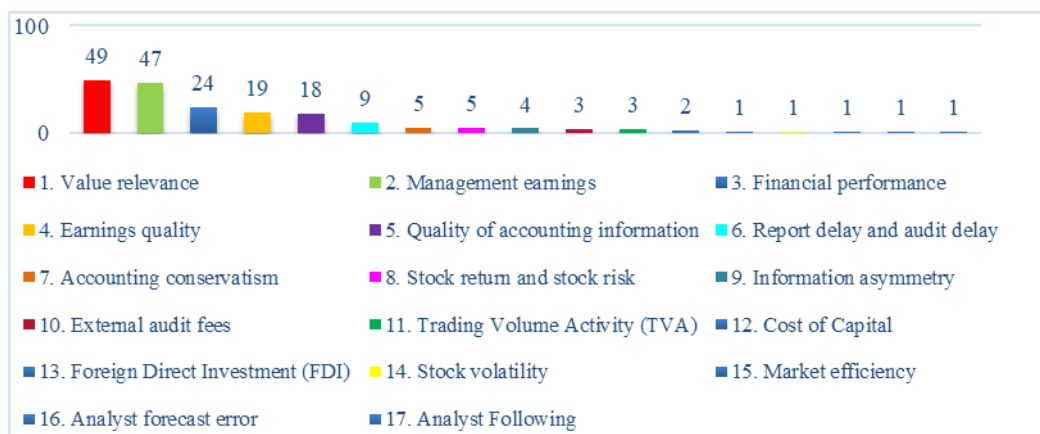 100
49
47
24
19
18
9
5
5
4
3
3
2
1
1
1
1
1
0
1. Value relevance
2. Management earnings
3. Financial performance
4. Earnings quality
5. Quality of accounting information
6. Report delay and audit delay
7. Accounting conservatism
8. Stock return and stock risk
9. Information asymmetry
10. External audit fees
11. Trading Volume Activity (TVA)
12. Cost of Capital
13. Foreign Direct Investment (FDI)
14. Stock volatility
15. Market efficiency
16. Analyst forecast error
17. Analyst Following